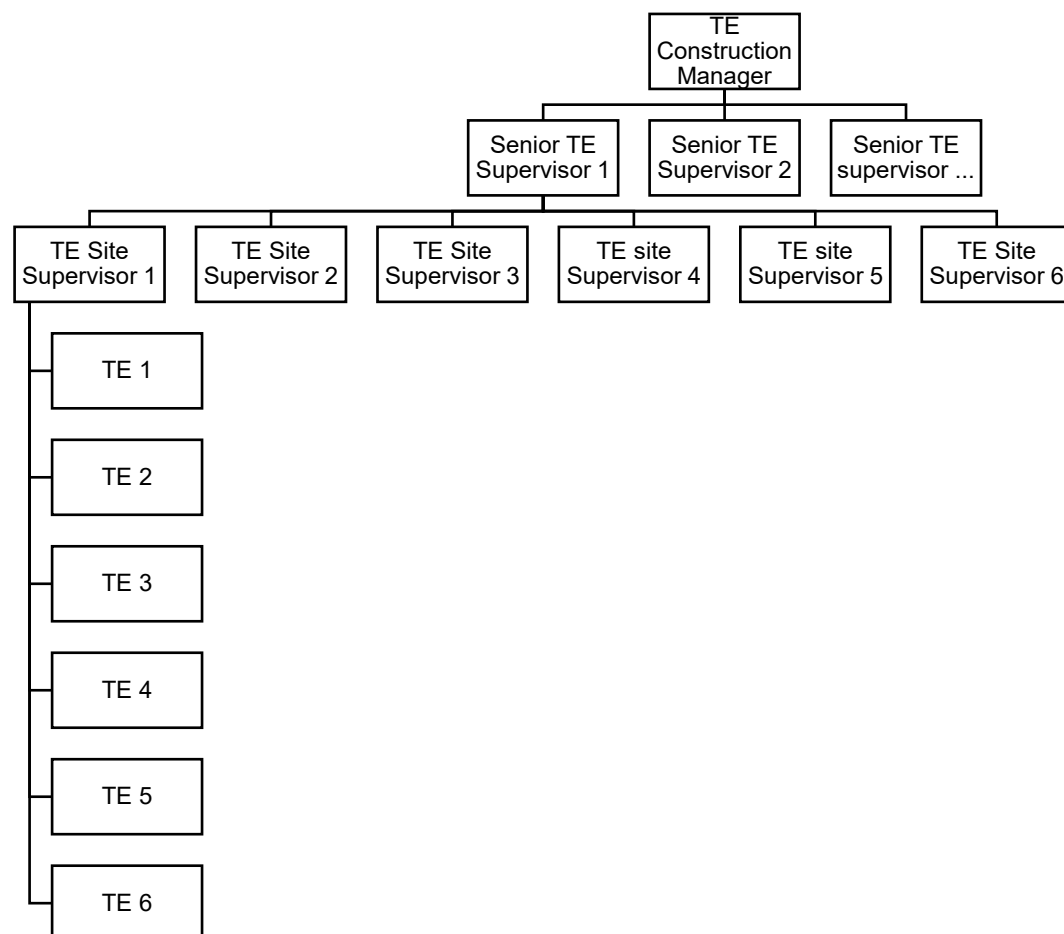 TE
Construction
Manager
Senior TE
Supervisor 1
Senior TE
Supervisor 2
Senior TE
supervisor ...
TE Site
Supervisor 1
TE Site
Supervisor 2
TE Site
Supervisor 3
TE site
Supervisor 4
TE site
Supervisor 5
TE Site
Supervisor 6
TE 1
TE 2
TE 3
TE 4
TE 5
TE 6